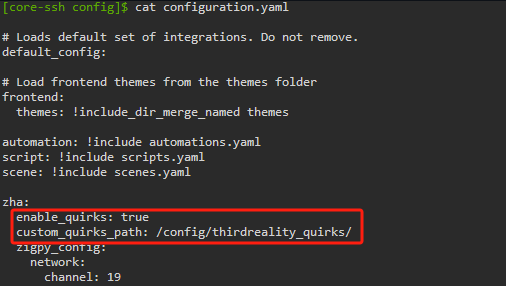 [core-ssh config]$ cat configuration.yaml
# Loads default set of integrations. Do not remove.
default_config:
# Load frontend themes from the themes folder
frontend:
  themes: !include_dir_merge_named themes
automation: !include automations.yaml
script: !include scripts.yaml
scene: !include scenes.yaml
zha:
  enable_quirks: true
  custom_quirks_path: /config/thirdreality_quirks/
  zigpy_config:
    network:
      channel: 19